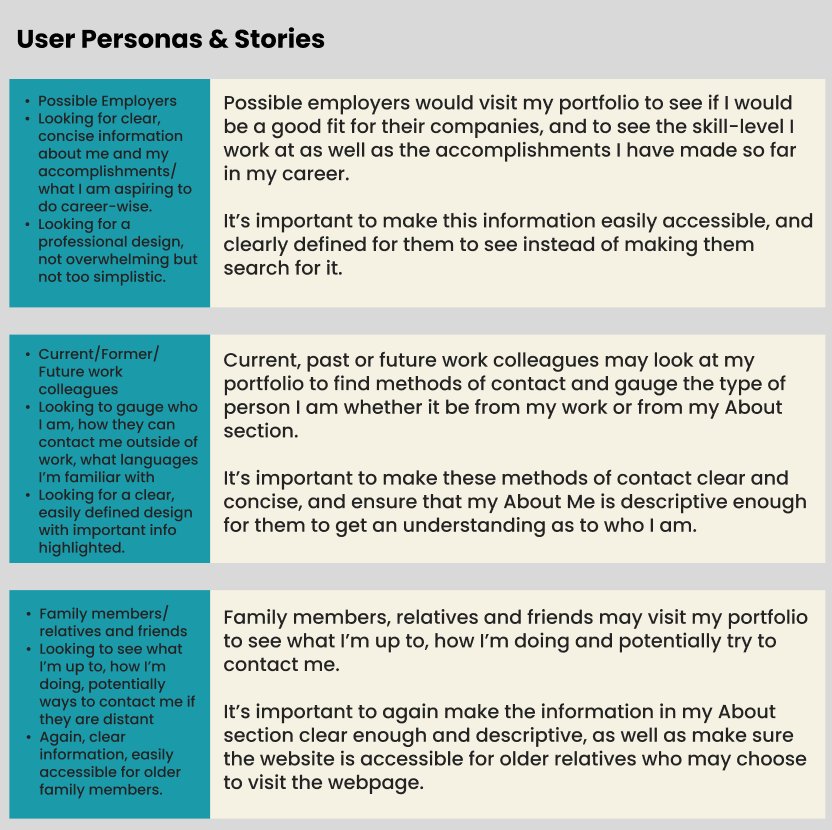 User Personas & Stories
• Possible Employers
• Looking for clear,
concise information
about me and my
accomplishments/
what I am aspiring to
do career-wise.
• Looking for a
professional design,
not overwhelming but
not too simplistic.
Possible employers would visit my portfolio to see if I would
be a good fit for their companies, and to see the skill-level I
work at as well as the accomplishments I have made so far
in my career.
It’s important to make this information easily accessible, and
clearly defined for them to see instead of making them
search for it.
• Current/Former/
Future work
colleagues
• Looking to gauge who
I am, how they can
contact me outside of
work, what languages
I’m familiar with
• Looking for a clear,
easily defined design
with important info
highlighted.
Current, past or future work colleagues may look at my
portfolio to find methods of contact and gauge the type of
person I am whether it be from my work or from my About
section.
It’s important to make these methods of contact clear and
concise, and ensure that my About Me is descriptive enough
for them to get an understanding as to who I am.
• Family members/
relatives and friends
• Looking to see what
I’m up to, how I’m
doing, potentially
ways to contact me if
they are distant
• Again, clear
information, easily
accessible for older
family members.
Family members, relatives and friends may visit my portfolio
to see what I’m up to, how I’m doing and potentially try to
contact me.
It’s important to again make the information in my About
section clear enough and descriptive, as well as make sure
the website is accessible for older relatives who may choose
to visit the webpage.